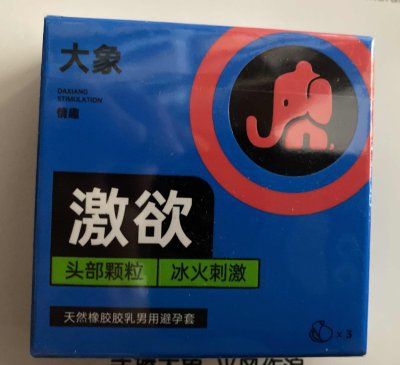 大象
DAXIANG
STIMULATION
情趣
激欲
头部颗粒 冰火刺激
天然橡胶胶乳男用避孕套
x 3